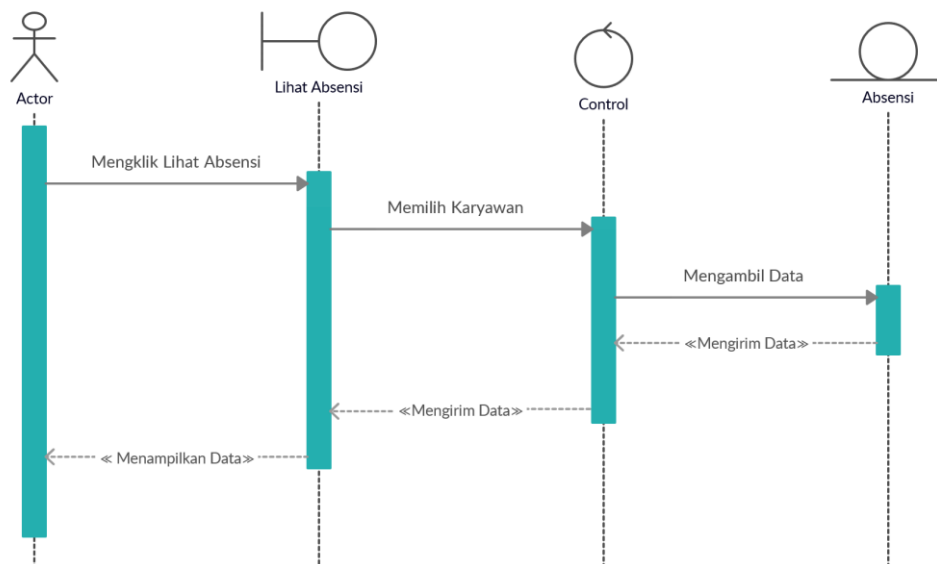 Actor
Lihat Absensi
Control
Absensi
Mengklik Lihat Absensi
Memilih Karyawan
Mengambil Data
≪Mengirim Data≫
≪Mengirim Data≫
≪ Menampilkan Data≫